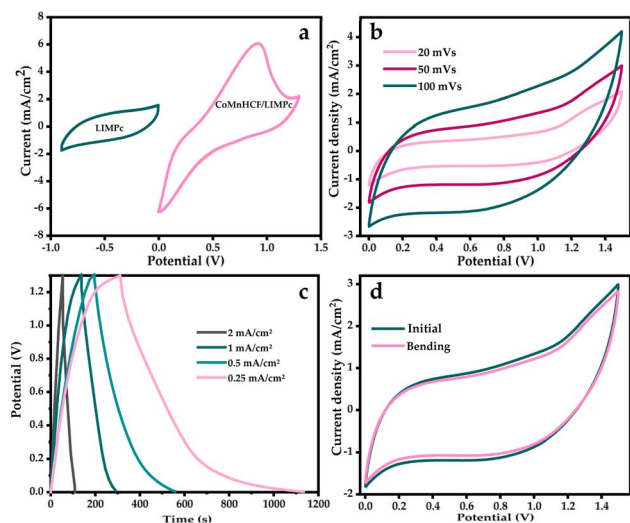 a
Current (mA/cm²)
8
6
4
2
0
-2
-4
-6
-8
-1.0
-0.5
0.0
0.5
1.0
1.5
Potential (V)
LIMPc
CoMnHCF/LIMPc
b
Current density (mA/cm²)
5
4
3
2
1
0
-1
-2
-3
0.0
0.2
0.4
0.6
0.8
1.0
1.2
1.4
Potential (V)
20 mVs
50 mVs
100 mVs
c
Potential (V)
1.2
1.0
0.8
0.6
0.4
0.2
0.0
0
200
400
600
800
1000
1200
Time (s)
2 mA/cm²
1 mA/cm²
0.5 mA/cm²
0.25 mA/cm²
d
Current density (mA/cm²)
3
2
1
0
-1
-2
0.0
0.2
0.4
0.6
0.8
1.0
1.2
1.4
Potential (V)
Initial
Bending